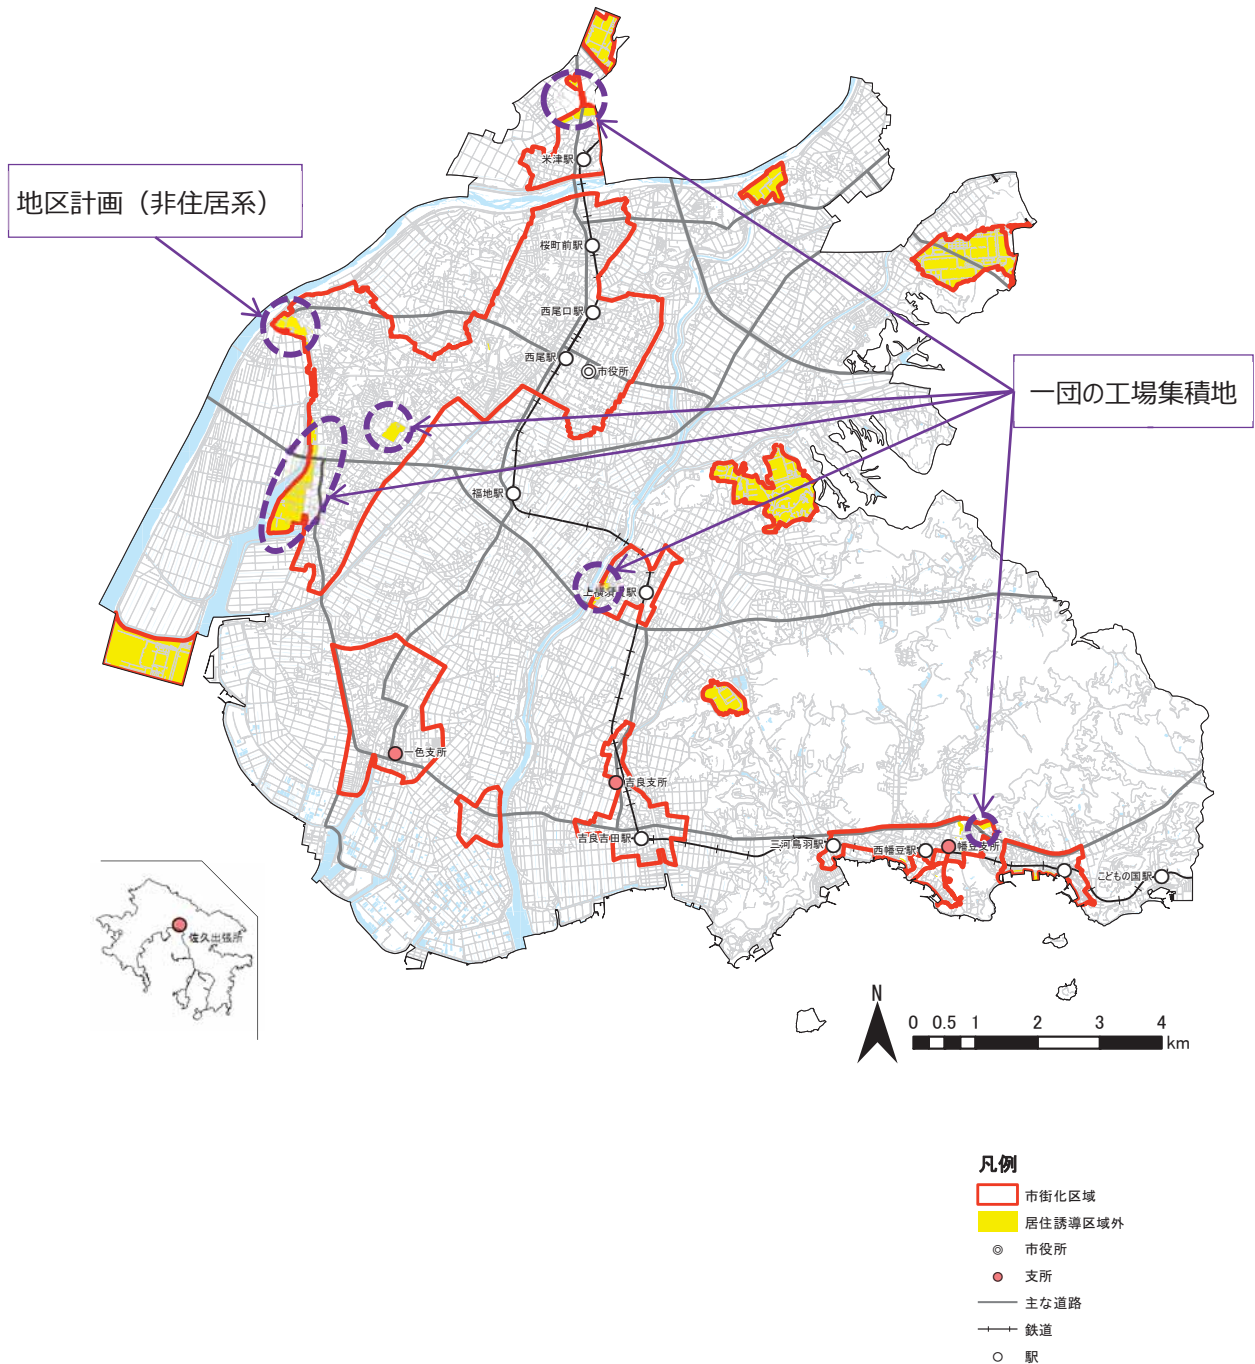 米津駅
地区計画（非住居系）
桜町前駅
西尾口駅
西尾駅
市役所
一団の工場集積地
福地駅
上横須賀駅
一色支所
吉良支所
吉良吉田駅
三河鳥羽駅
西幡豆駅
幡豆支所
こどもの国駅
佐久出張所
N
0 0.5 1 2 3 4
km
凡例
市街化区域
居住誘導区域外
市役所
支所
主な道路
鉄道
駅